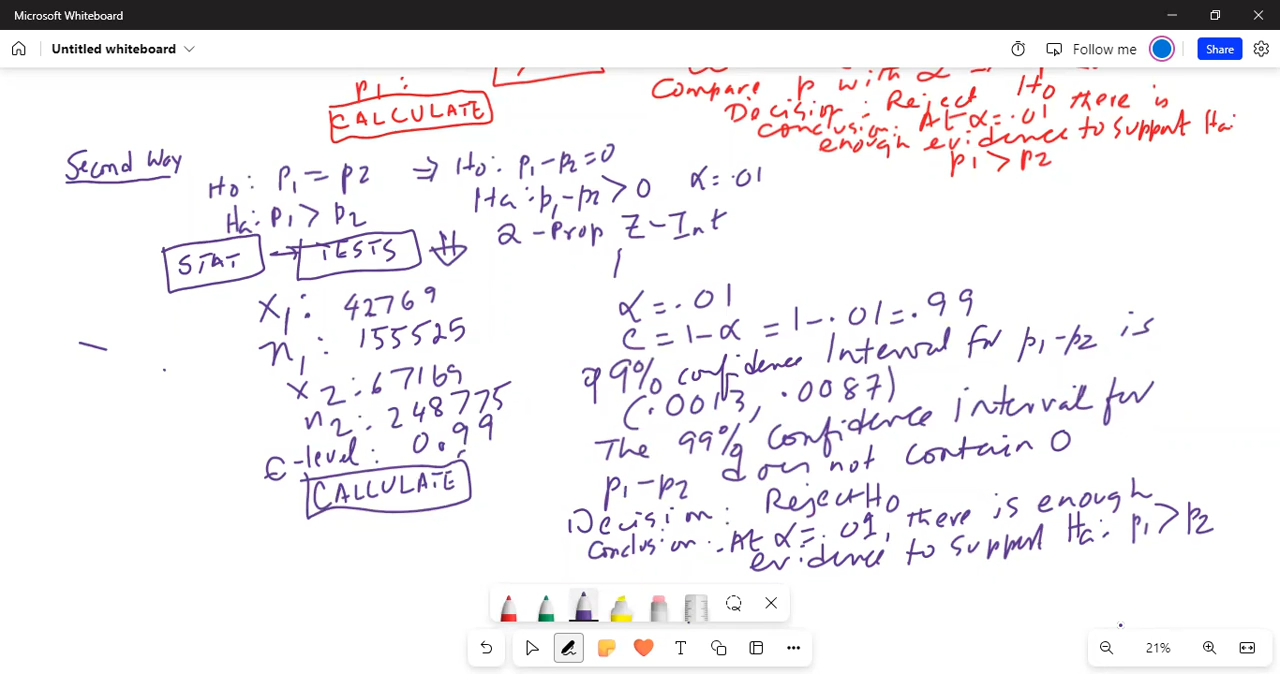 Microsoft Whiteboard
Untitled whiteboard
Follow me
Share
p1:
CALCULATE
Compare p with α
Decision: Reject Ho
conclusion: At α=.01 there is
enough evidence to support Ha:
p1 > p2
Second Way
Ho: p1 = p2 ⇒ Ho: p1-p2=0
Ha: p1 > p2 Ha: p1-p2 > 0 α=.01
STAT → TESTS 2-Prop Z-Int
x1: 42769
n1: 155525
x2: 67169
n2: 248775
C-level: 0.99
CALCULATE
α=.01
C=1-α=1-.01=.99
99% confidence Interval for p1-p2 is
(.0013, .0087)
The 99% confidence interval for
p1-p2 does not contain 0
Decision: Reject Ho
Conclusion: At α=.01, there is enough
evidence to support Ha: p1 > p2
21%